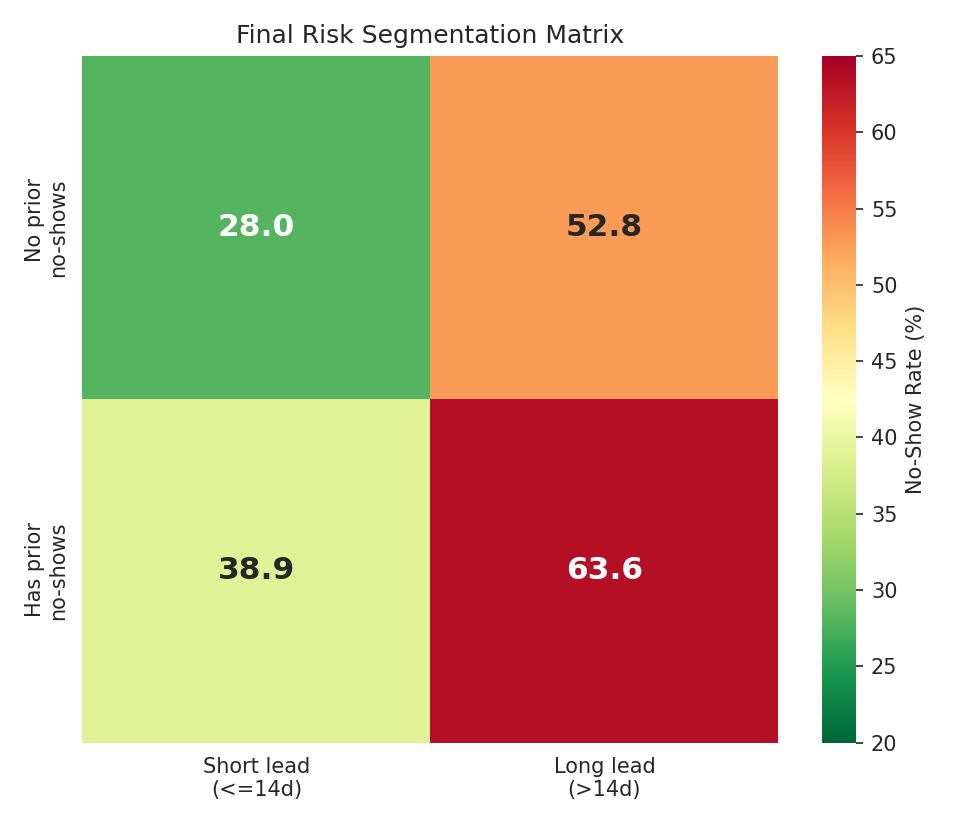 Final Risk Segmentation Matrix
No prior
no-shows
28.0
52.8
Has prior
no-shows
38.9
63.6
Short lead
(<=14d)
Long lead
(>14d)
65
60
55
50
45
40
35
30
25
20
No-Show Rate (%)